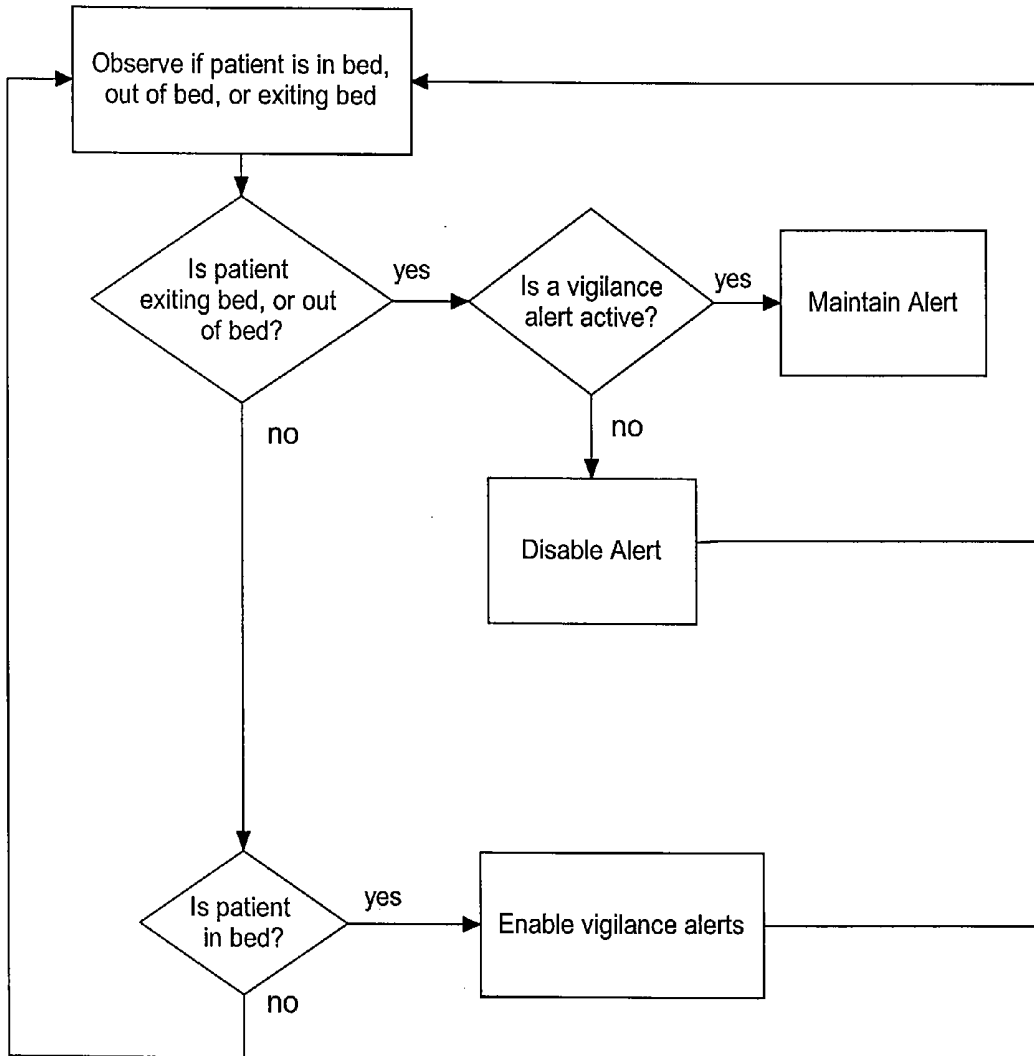 Observe if patient is in bed,
out of bed, or exiting bed
Is patient
exiting bed, or out
of bed?
yes
Is a vigilance
alert active?
yes
Maintain Alert
no
no
Disable Alert
Is patient
in bed?
yes
Enable vigilance alerts
no